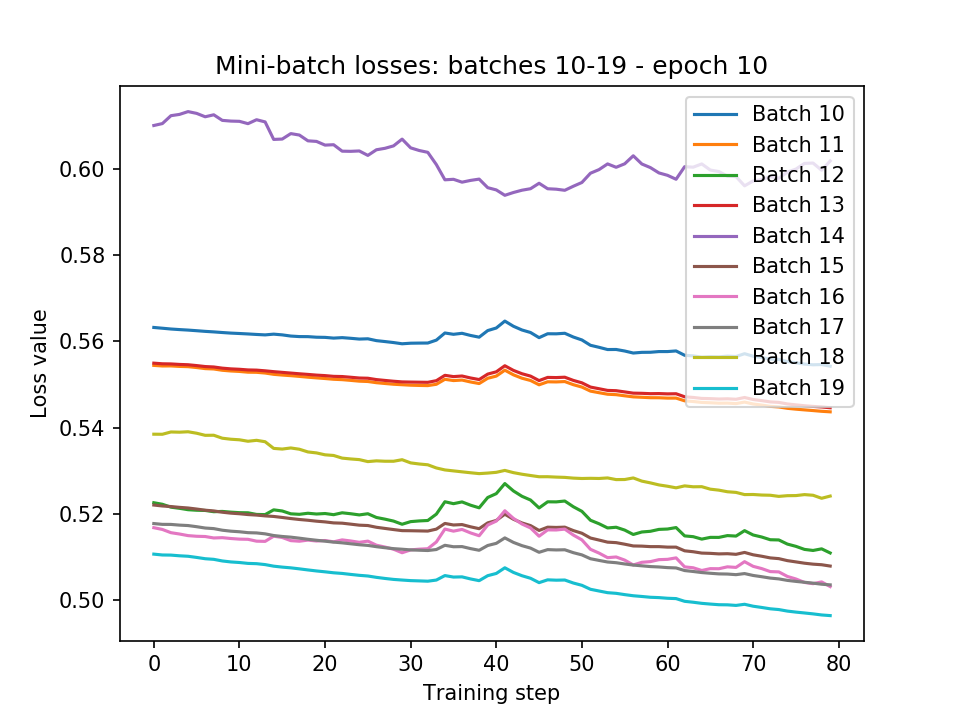 Mini-batch losses: batches 10-19 - epoch 10
Loss value
0.60
0.58
0.56
0.54
0.52
0.50
0
10
20
30
40
50
60
70
80
Training step
Batch 10
Batch 11
Batch 12
Batch 13
Batch 14
Batch 15
Batch 16
Batch 17
Batch 18
Batch 19